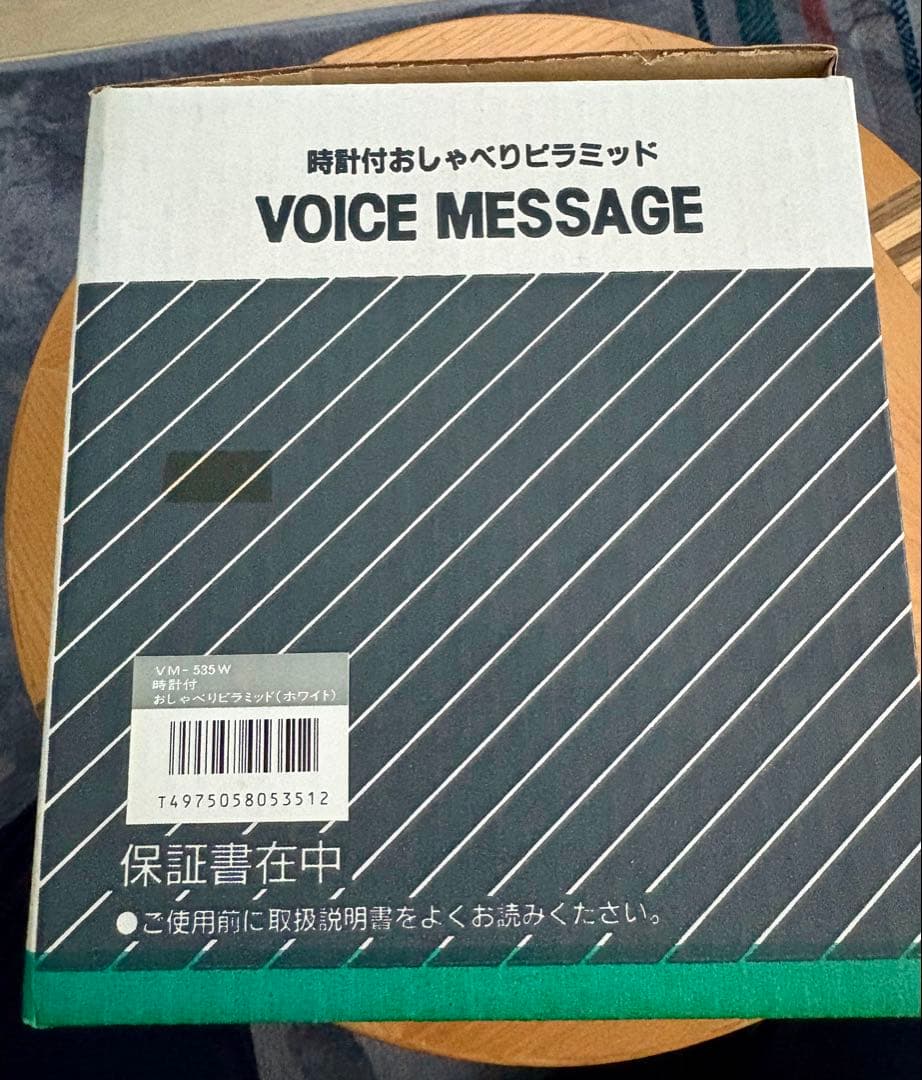 時計付おしゃべりピラミッド
VOICE MESSAGE
VM-535W
時計付
おしゃべりピラミッド(ホワイト)
T4975058053512
保証書在中
●ご使用前に取扱説明書をよくお読みください。